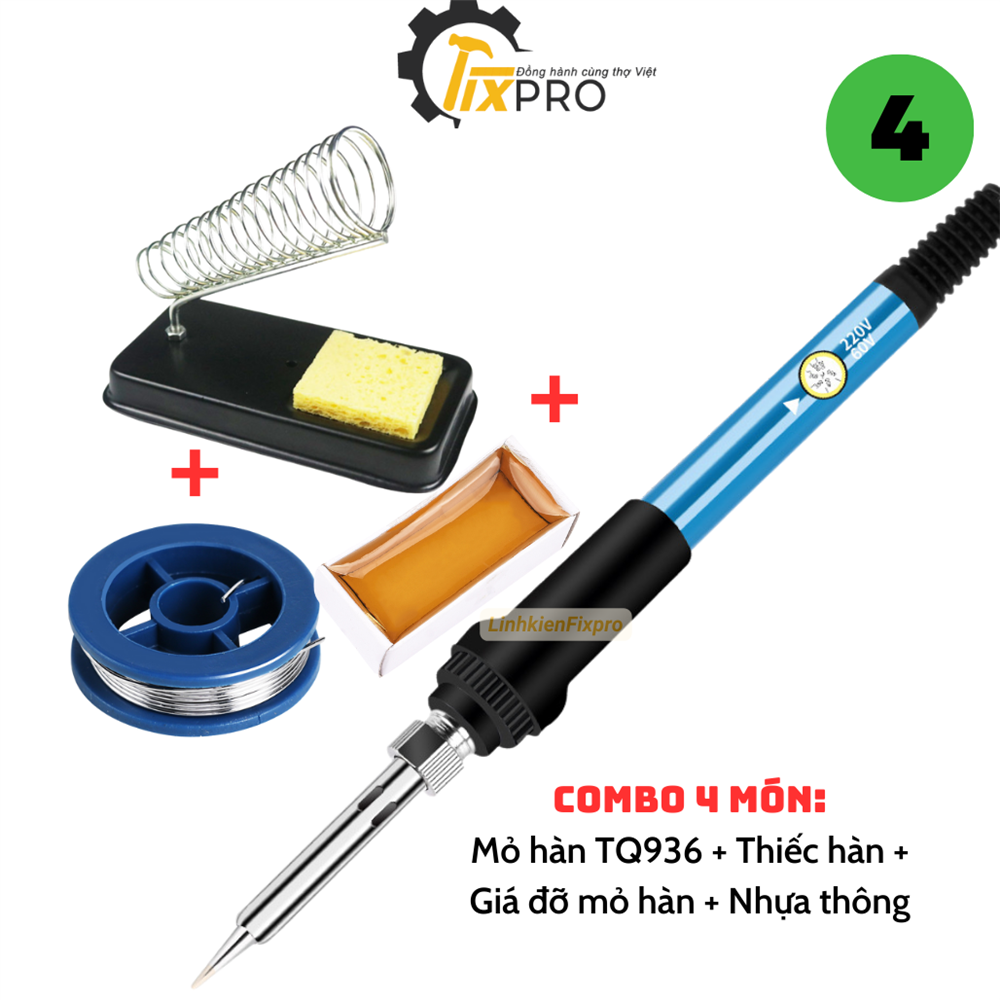 Đồng hành cùng thợ Việt
FIXPRO
4
220V
60V
LinhkienFixpro
COMBO 4 MÓN:
Mỏ hàn TQ936 + Thiếc hàn +
Giá đỡ mỏ hàn + Nhựa thông